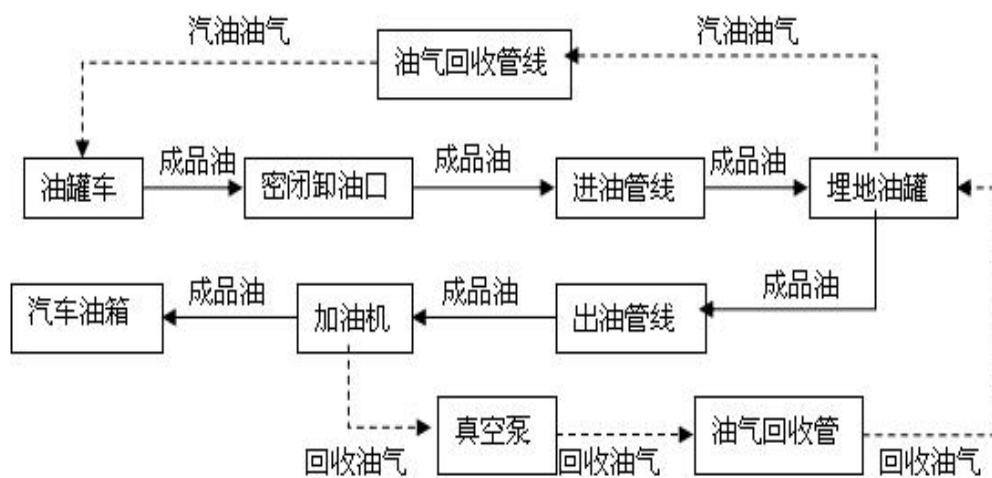 汽油油气
油气回收管线
汽油油气
油罐车
成品油
密闭卸油口
成品油
进油管线
成品油
埋地油罐
汽车油箱
成品油
加油机
成品油
出油管线
成品油
回收油气
真空泵
回收油气
油气回收管
回收油气